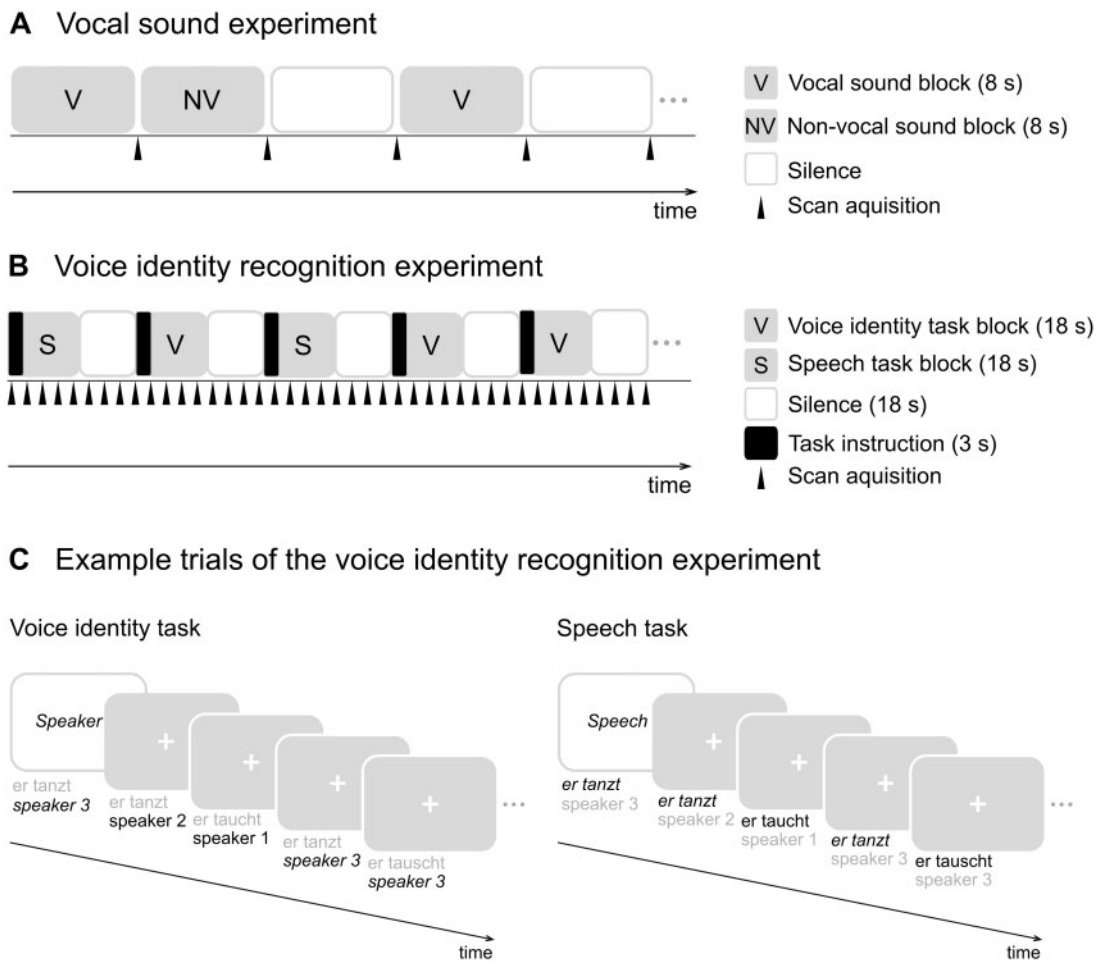 A Vocal sound experiment
V
NV
V
...
V Vocal sound block (8 s)
NV Non-vocal sound block (8 s)
Silence
Scan aquisition
time
B Voice identity recognition experiment
S
V
S
V
V
...
V Voice identity task block (18 s)
S Speech task block (18 s)
Silence (18 s)
Task instruction (3 s)
Scan aquisition
time
C Example trials of the voice identity recognition experiment
Voice identity task
Speaker
er tanzt
speaker 3
er tanzt
speaker 2
er taucht
speaker 1
er tanzt
speaker 3
er tauscht
speaker 3
...
time
Speech task
Speech
er tanzt
speaker 3
er tanzt
speaker 2
er taucht
speaker 1
er tanzt
speaker 3
er tauscht
speaker 3
...
time